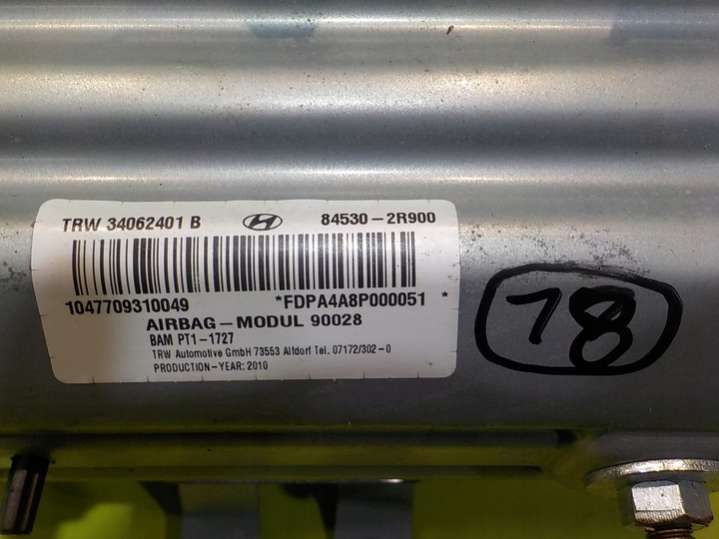 TRW 34062401 B 84530-2R900
1047709310049 *FDPA4A8P000051 *
AIRBAG-MODUL 90028
BAM PT1-1727
TRW Automotive GmbH 73553 Alfdorf Tel. 07172/302-0
PRODUCTION-YEAR: 2010
78